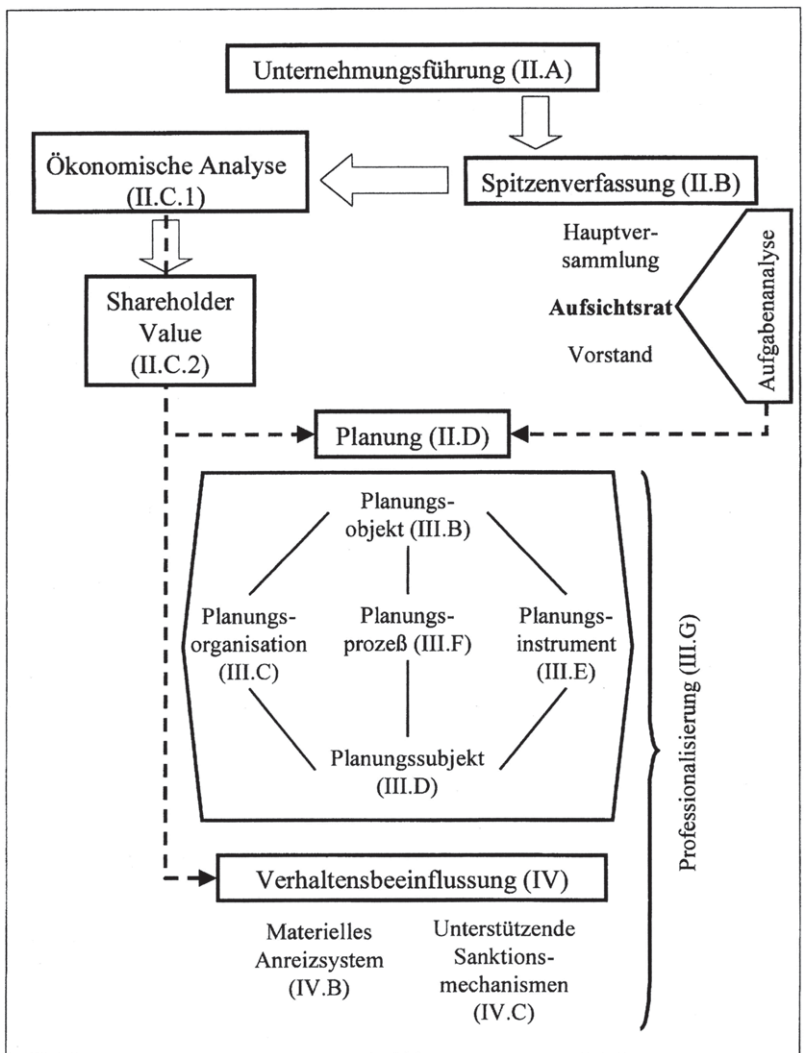 Unternehmungsführung (II.A)
Ökonomische Analyse
(II.C.1)
Spitzenverfassung (II.B)
Hauptver-
sammlung
Aufsichtsrat
Vorstand
Aufgabenanalyse
Shareholder
Value
(II.C.2)
Planung (II.D)
Planungs-
objekt (III.B)
Planungs-
organisation
(III.C)
Planungs-
prozeß (III.F)
Planungs-
instrument
(III.E)
Planungssubjekt
(III.D)
Professionalisierung (III.G)
Verhaltensbeeinflussung (IV)
Materielles
Anreizsystem
(IV.B)
Unterstützende
Sanktions-
mechanismen
(IV.C)